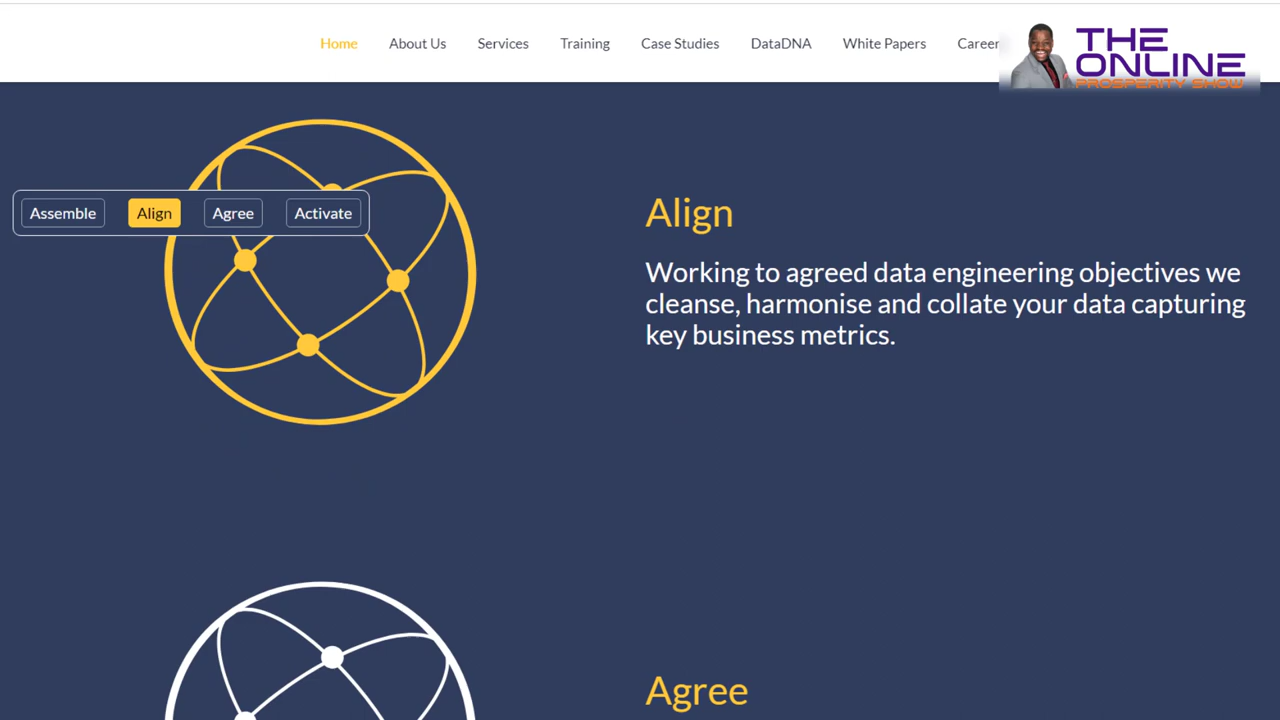 Home About Us Services Training Case Studies DataDNA White Papers Career
THE
ONLINE
PROSPERITY SHOW
Assemble Align Agree Activate
Align
Working to agreed data engineering objectives we
cleanse, harmonise and collate your data capturing
key business metrics.
Agree